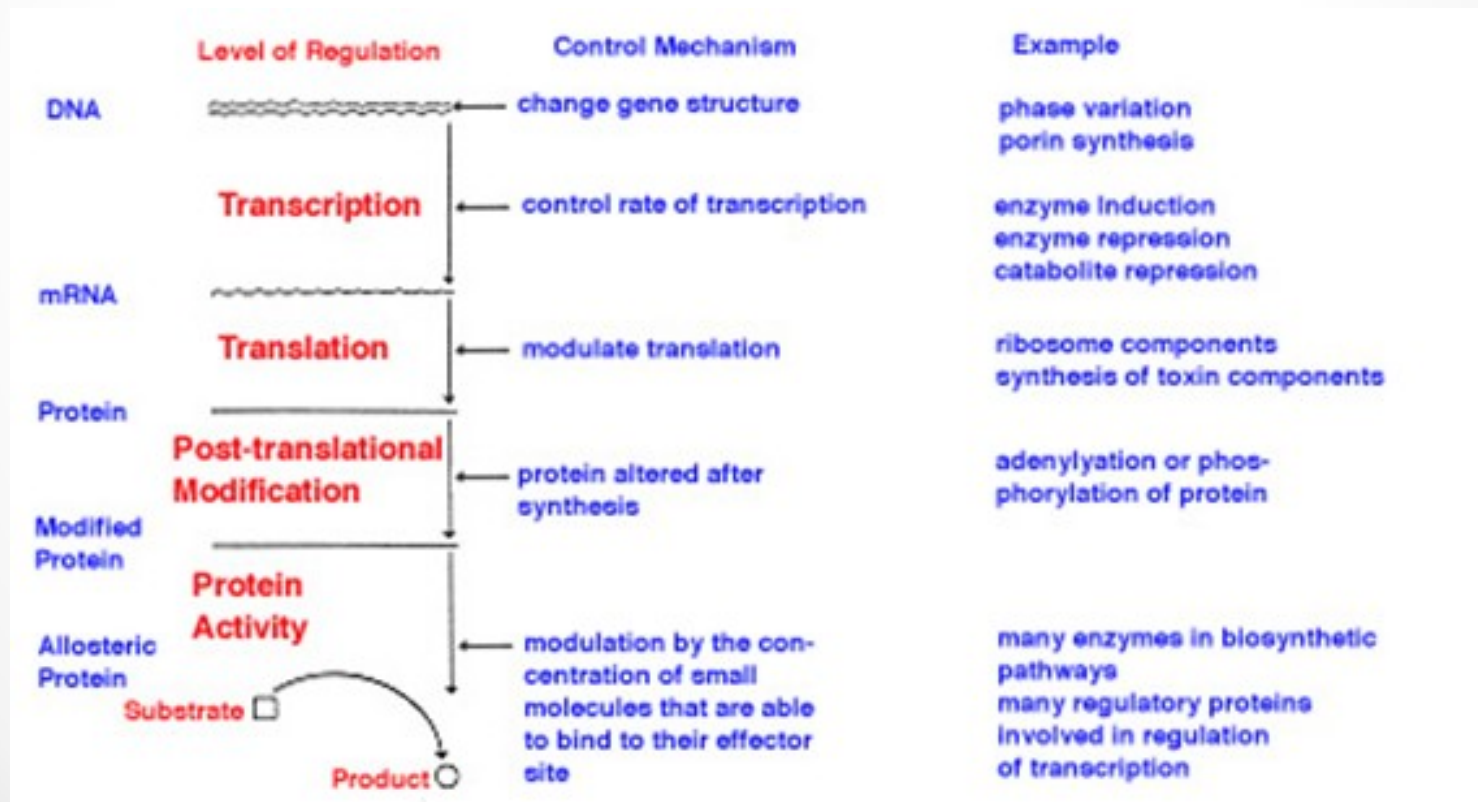 Level of Regulation Control Mechanism Example
DNA change gene structure phase variation
porin synthesis
Transcription control rate of transcription enzyme Induction
enzyme repression
catabolite repression
mRNA
Translation modulate translation ribosome components
synthesis of toxin components
Protein
Post-translational
Modification
protein altered after
synthesis
adenylyation or phos-
phorylation of protein
Modified
Protein
Protein
Activity
Allosteric
Protein
modulation by the con-
centration of small
molecules that are able
to bind to their effector
site
many enzymes in biosynthetic
pathways
many regulatory proteins
involved in regulation
of transcription
Substrate
Product